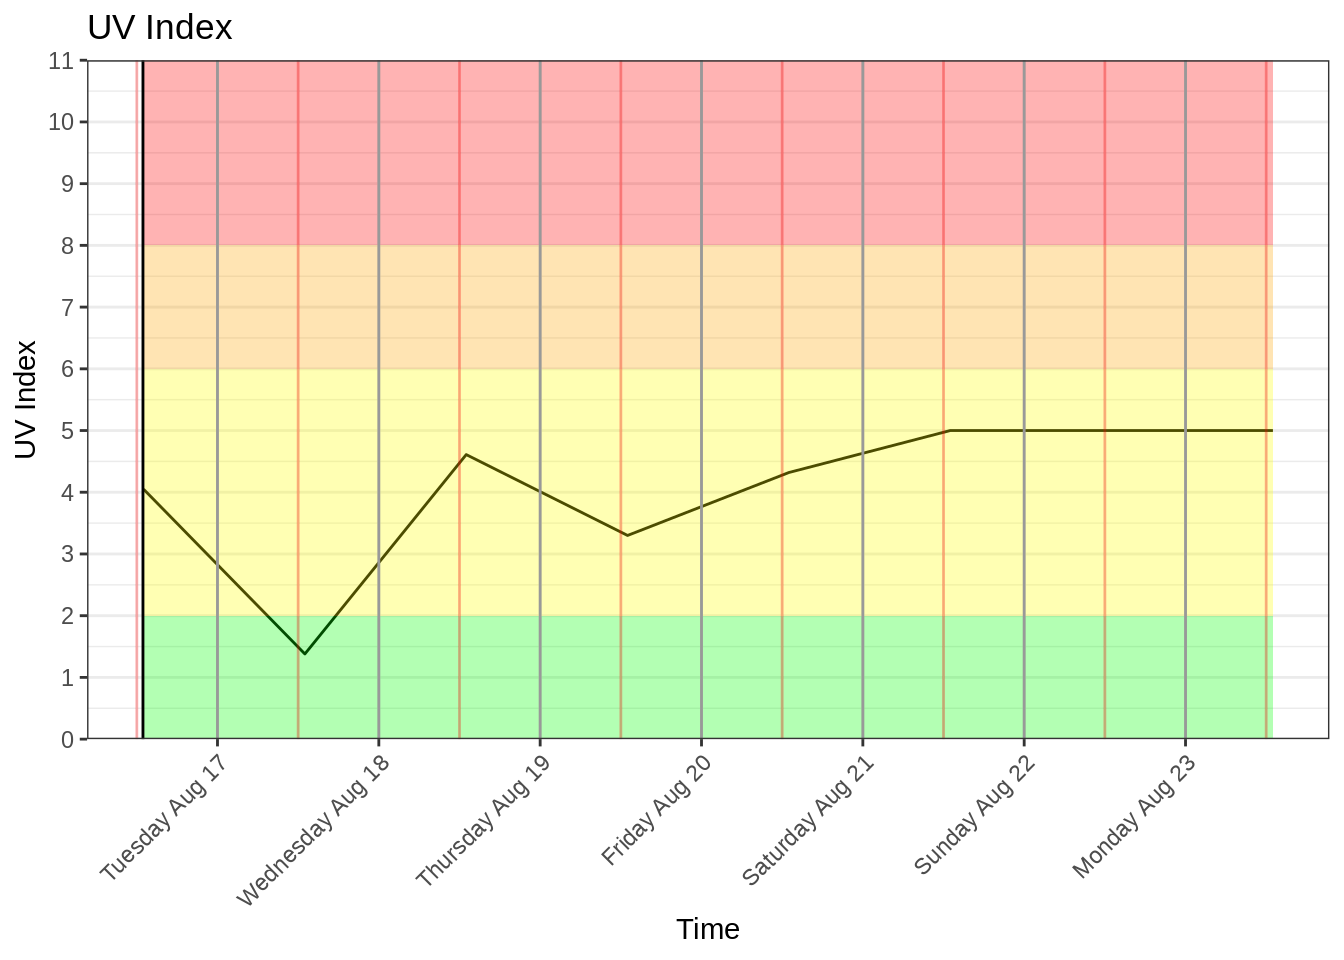 UV Index
11
10
9
8
7
6
5
4
3
2
1
0
UV Index
Tuesday Aug 17
Wednesday Aug 18
Thursday Aug 19
Friday Aug 20
Saturday Aug 21
Sunday Aug 22
Monday Aug 23
Time